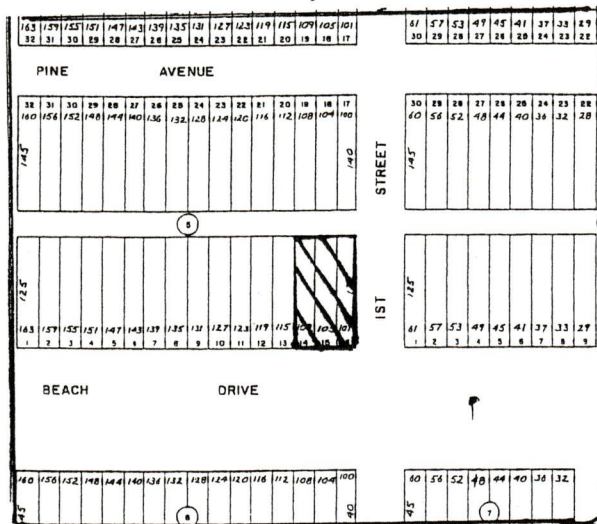 163 159 155 151 147 143 139 135 131 127 123 119 115 109 105 101 61 57 53 49 45 41 37 33 29
32 31 30 29 28 27 26 25 24 23 22 21 20 19 18 17 30 29 28 27 26 25 24 23 22
PINE AVENUE
32 31 30 29 28 27 26 25 24 23 22 21 20 19 18 17 30 29 28 27 26 25 24 23 22
160 156 152 148 144 140 136 132 128 124 120 116 112 108 104 100 60 56 52 48 44 40 36 32 28
145 140 145
STREET
5
125 125
1ST
163 159 155 151 147 143 139 135 131 127 123 119 115 109 105 101 61 57 53 49 45 41 37 33 29
1 2 3 4 5 6 7 8 9 10 11 12 13 14 15 16 1 2 3 4 5 6 7 8 9
BEACH DRIVE
160 156 152 148 144 140 136 132 128 124 120 116 112 108 104 100 60 56 52 48 44 40 36 32
45 40 45
6 7